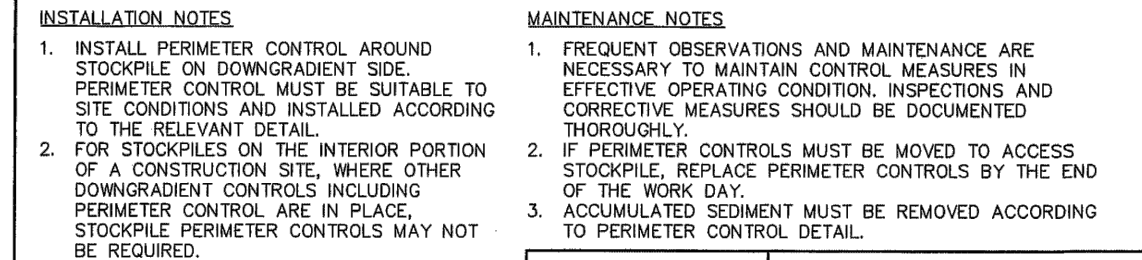 INSTALLATION NOTES
1. INSTALL PERIMETER CONTROL AROUND
STOCKPILE ON DOWNGRADIENT SIDE.
PERIMETER CONTROL MUST BE SUITABLE TO
SITE CONDITIONS AND INSTALLED ACCORDING
TO THE RELEVANT DETAIL.
2. FOR STOCKPILES ON THE INTERIOR PORTION
OF A CONSTRUCTION SITE, WHERE OTHER
DOWNGRADIENT CONTROLS INCLUDING
PERIMETER CONTROL ARE IN PLACE,
STOCKPILE PERIMETER CONTROLS MAY NOT
BE REQUIRED.
MAINTENANCE NOTES
1. FREQUENT OBSERVATIONS AND MAINTENANCE ARE
NECESSARY TO MAINTAIN CONTROL MEASURES IN
EFFECTIVE OPERATING CONDITION. INSPECTIONS AND
CORRECTIVE MEASURES SHOULD BE DOCUMENTED
THOROUGHLY.
2. IF PERIMETER CONTROLS MUST BE MOVED TO ACCESS
STOCKPILE, REPLACE PERIMETER CONTROLS BY THE END
OF THE WORK DAY.
3. ACCUMULATED SEDIMENT MUST BE REMOVED ACCORDING
TO PERIMETER CONTROL DETAIL.